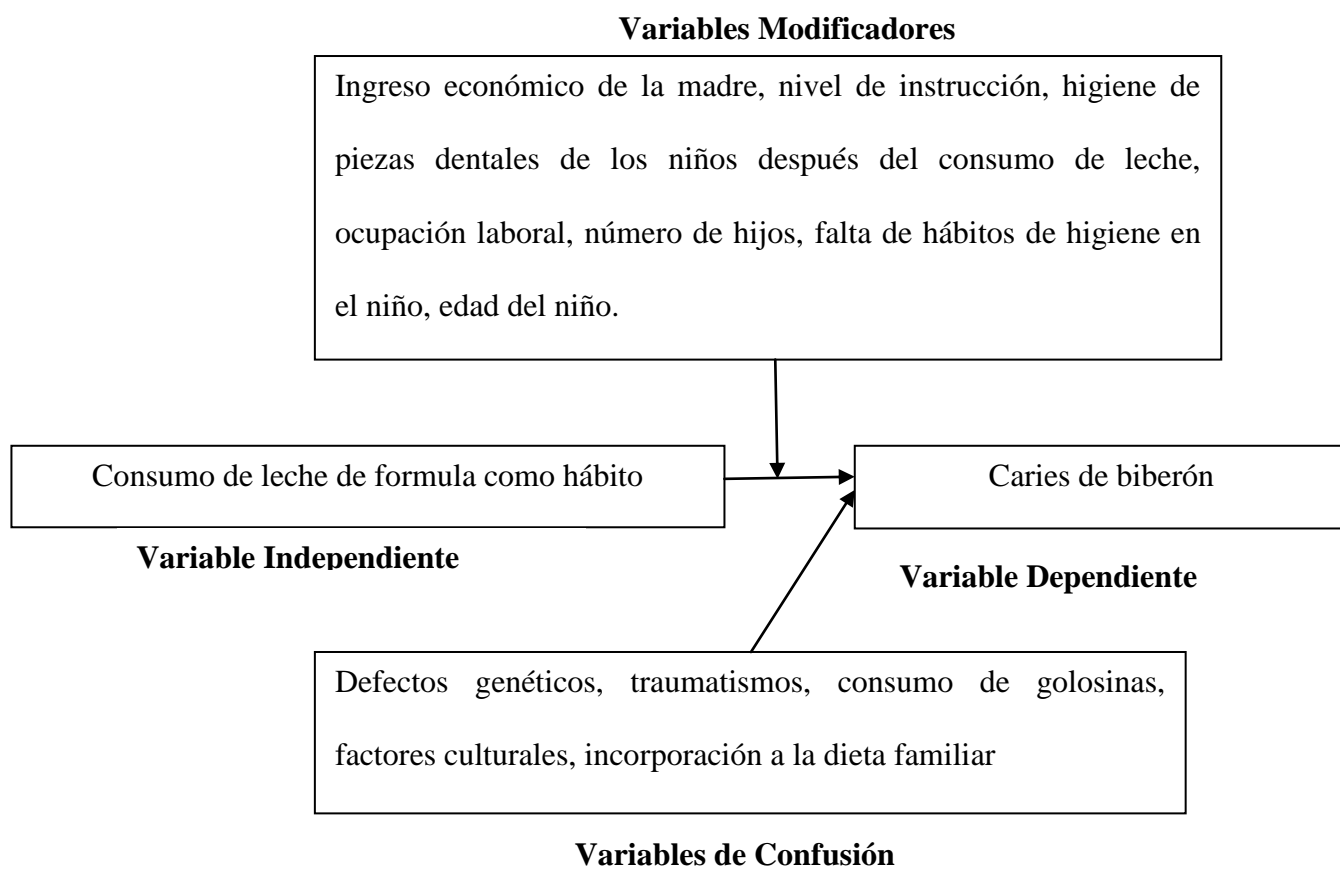 Variables Modificadores
Ingreso económico de la madre, nivel de instrucción, higiene de
piezas dentales de los niños después del consumo de leche,
ocupación laboral, número de hijos, falta de hábitos de higiene en
el niño, edad del niño.
Consumo de leche de formula como hábito
Caries de biberón
Variable Independiente
Variable Dependiente
Defectos genéticos, traumatismos, consumo de golosinas,
factores culturales, incorporación a la dieta familiar
Variables de Confusión